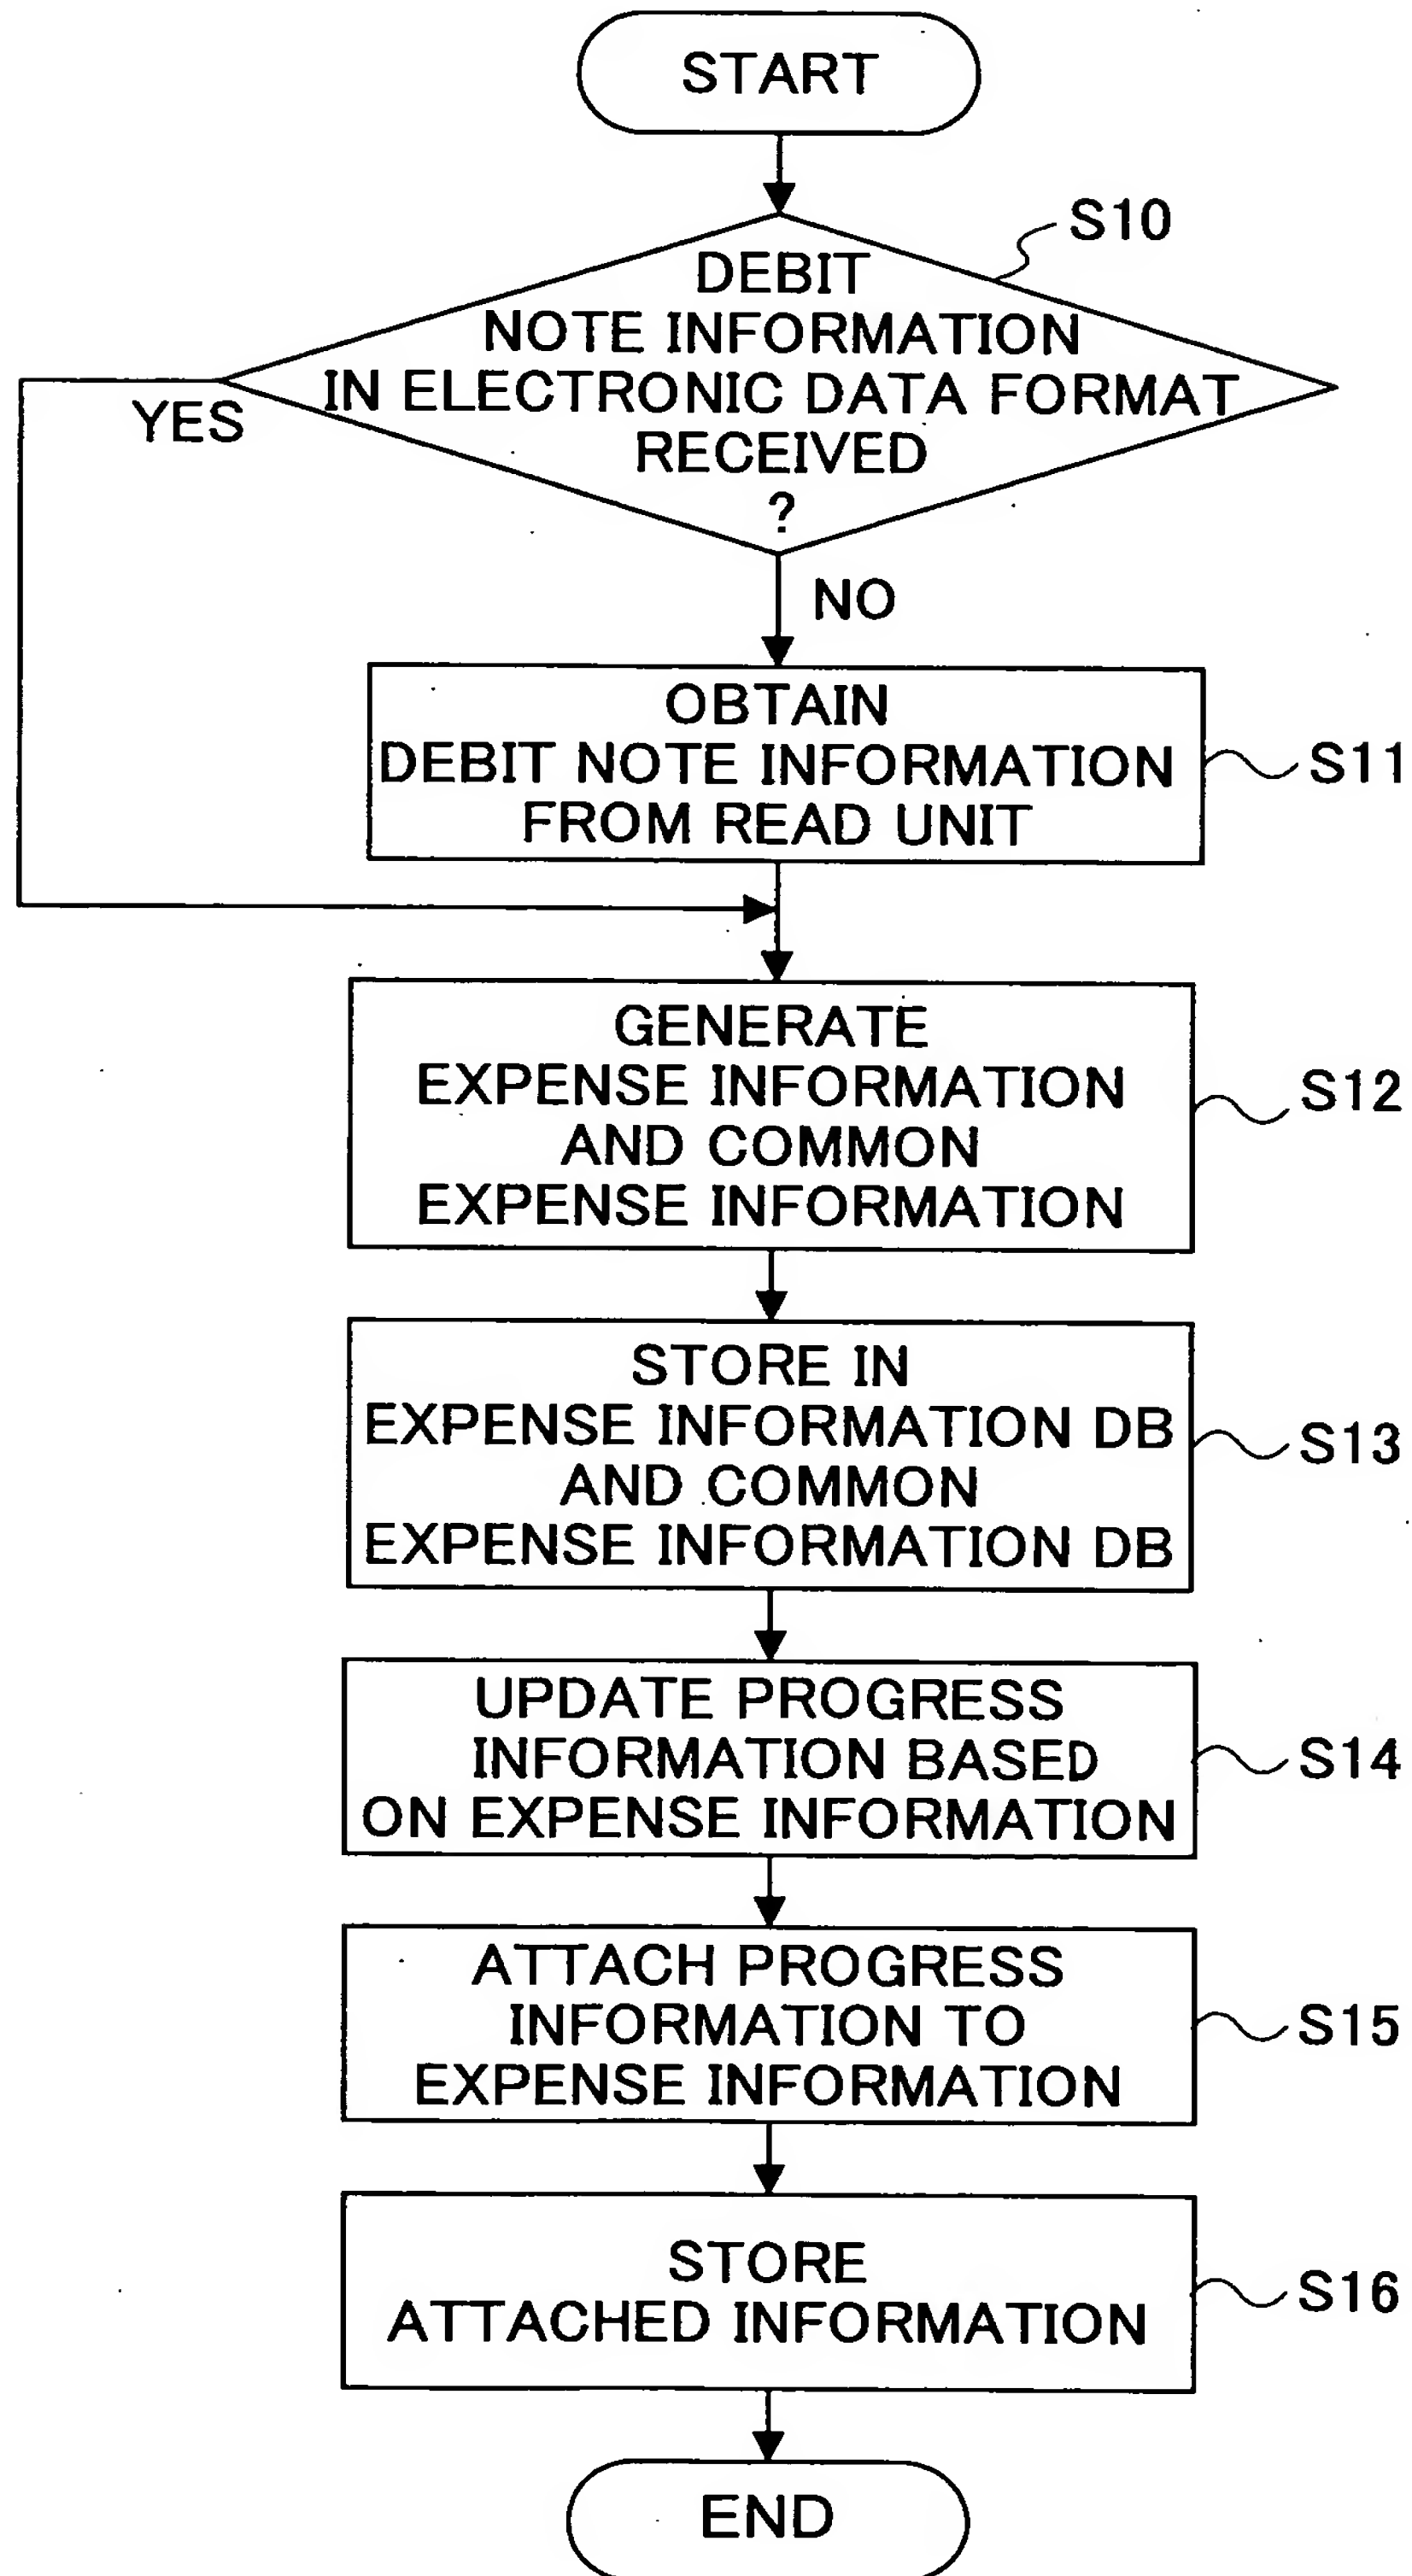 START
S10
DEBIT
NOTE INFORMATION
IN ELECTRONIC DATA FORMAT
RECEIVED
?
YES
NO
OBTAIN
DEBIT NOTE INFORMATION
FROM READ UNIT
S11
GENERATE
EXPENSE INFORMATION
AND COMMON
EXPENSE INFORMATION
S12
STORE IN
EXPENSE INFORMATION DB
AND COMMON
EXPENSE INFORMATION DB
S13
UPDATE PROGRESS
INFORMATION BASED
ON EXPENSE INFORMATION
S14
ATTACH PROGRESS
INFORMATION TO
EXPENSE INFORMATION
S15
STORE
ATTACHED INFORMATION
S16
END